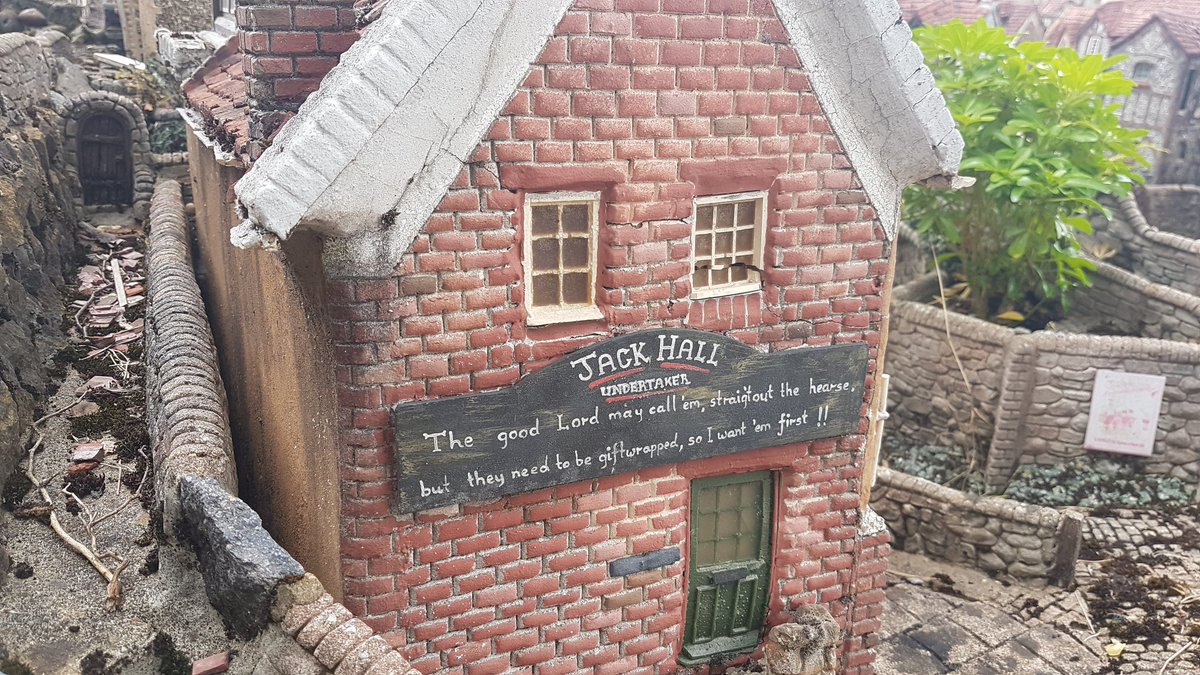 JACK HALL
UNDERTAKER
The good Lord may call 'em, straigt'out the hearse.
but they need to be giftwrapped, so I want 'em first !!